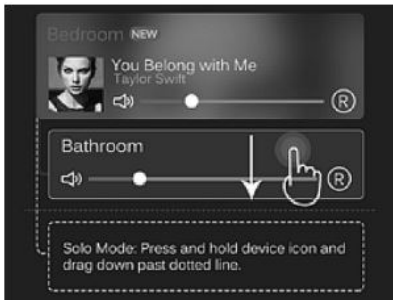 Bedroom NEW
You Belong with Me
Taylor Swift
R
Bathroom
R
Solo Mode: Press and hold device icon and
drag down past dotted line.